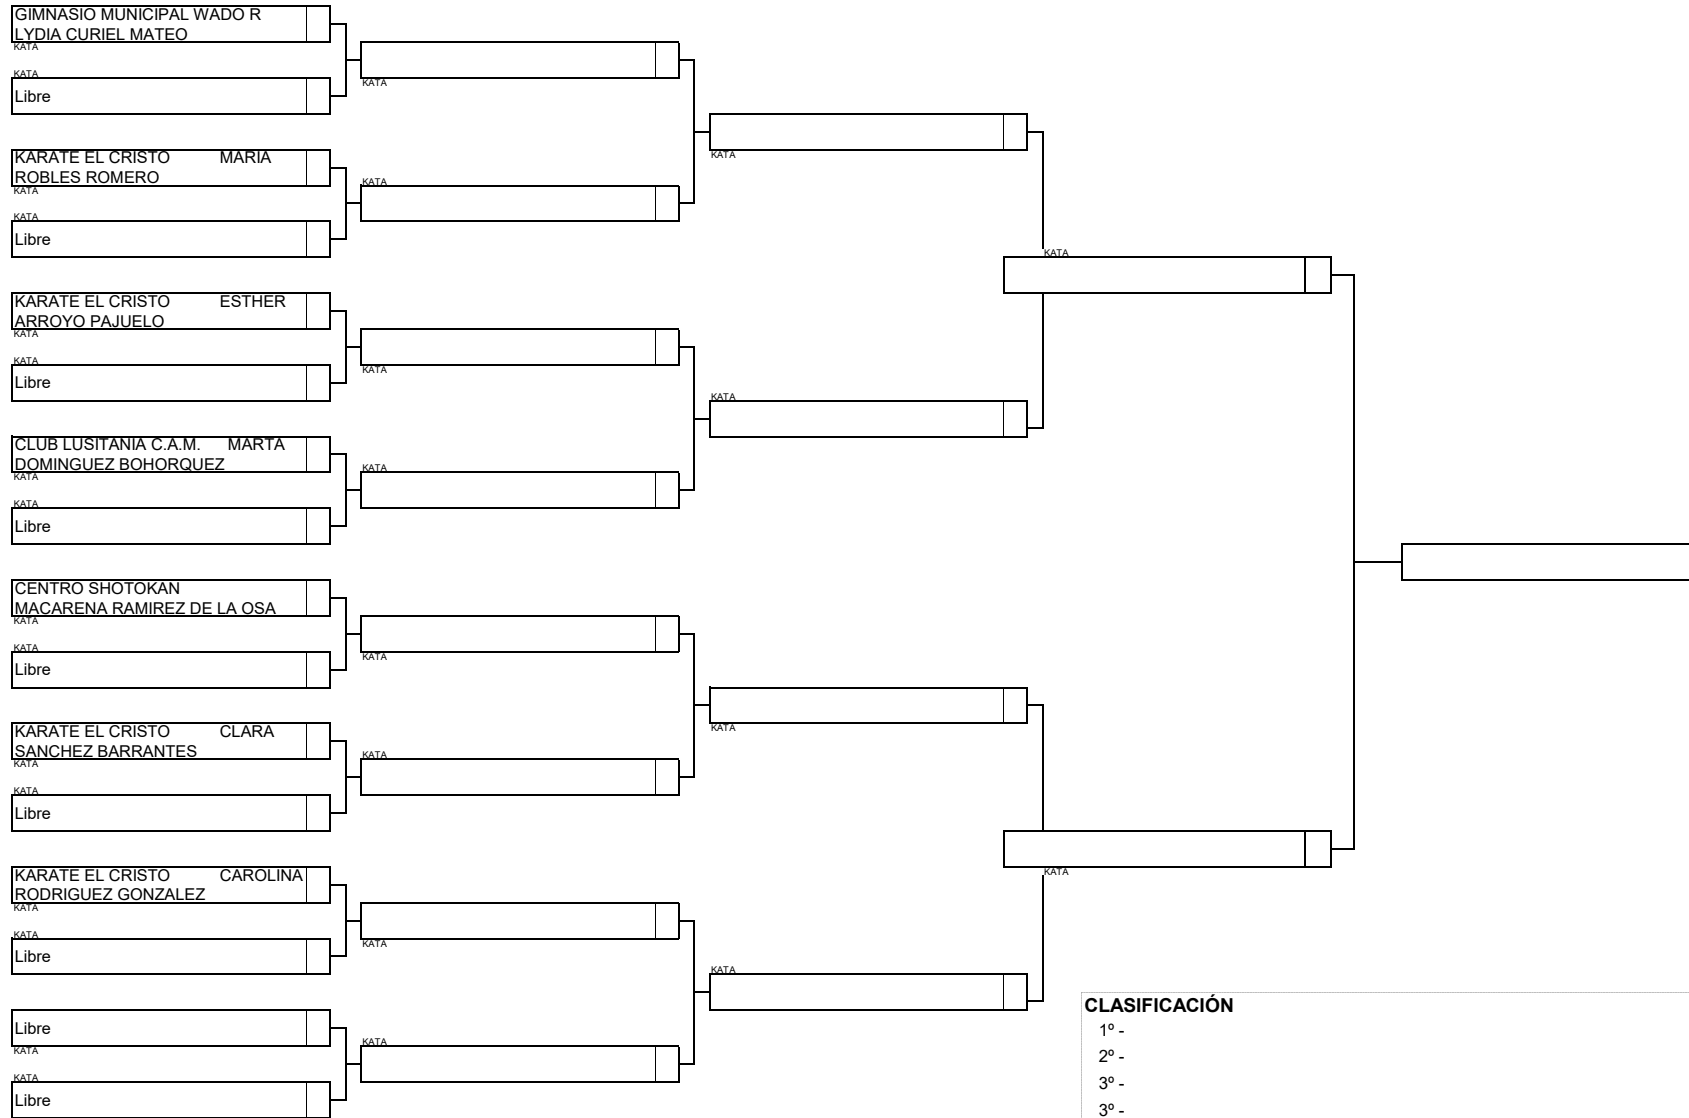 GIMNASIO MUNICIPAL WADO R
LYDIA CURIEL MATEO
KATA
KATA
Libre
KARATE EL CRISTO MARIA
ROBLES ROMERO
KATA
KATA
Libre
KARATE EL CRISTO ESTHER
ARROYO PAJUELO
KATA
KATA
Libre
CLUB LUSITANIA C.A.M. MARTA
DOMINGUEZ BOHORQUEZ
KATA
KATA
Libre
CENTRO SHOTOKAN
MACARENA RAMIREZ DE LA OSA
KATA
KATA
Libre
KARATE EL CRISTO CLARA
SANCHEZ BARRANTES
KATA
KATA
Libre
KARATE EL CRISTO CAROLINA
RODRIGUEZ GONZALEZ
KATA
KATA
Libre
Libre
KATA
KATA
Libre
KATA
KATA
KATA
KATA
KATA
KATA
KATA
KATA
KATA
KATA
KATA
KATA
KATA
KATA
CLASIFICACIÓN
1º -
2º -
3º -
3º -